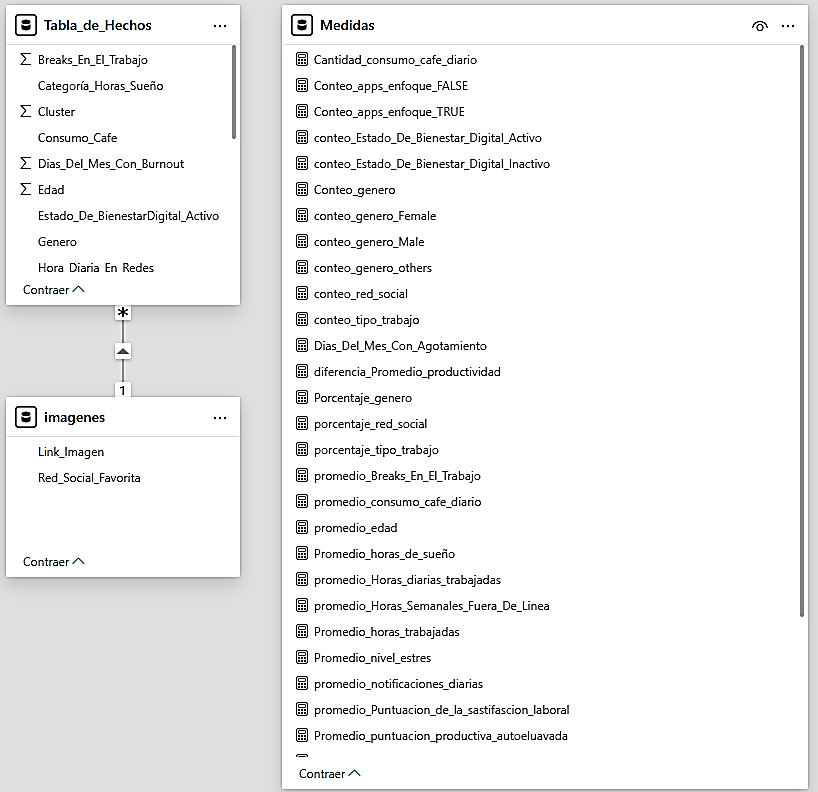 Tabla_de_Hechos
Breaks_En_El_Trabajo
Categoría_Horas_Sueño
Cluster
Consumo_Cafe
Dias_Del_Mes_Con_Burnout
Edad
Estado_De_BienestarDigital_Activo
Genero
Hora_Diaria_En_Redes
Contraer
*
1
imagenes
Link_Imagen
Red_Social_Favorita
Contraer
Medidas
Cantidad_consumo_cafe_diario
Conteo_apps_enfoque_FALSE
Conteo_apps_enfoque_TRUE
conteo_Estado_De_Bienestar_Digital_Activo
conteo_Estado_De_Bienestar_Digital_Inactivo
Conteo_genero
conteo_genero_Female
conteo_genero_Male
conteo_genero_others
conteo_red_social
conteo_tipo_trabajo
Dias_Del_Mes_Con_Agotamiento
diferencia_Promedio_productividad
Porcentaje_genero
porcentaje_red_social
porcentaje_tipo_trabajo
promedio_Breaks_En_El_Trabajo
promedio_consumo_cafe_diario
promedio_edad
Promedio_horas_de_sueño
promedio_Horas_diarias_trabajadas
promedio_Horas_Semanales_Fuera_De_Linea
Promedio_horas_trabajadas
Promedio_nivel_estres
promedio_notificaciones_diarias
promedio_Puntuacion_de_la_sastifascion_laboral
Promedio_puntuacion_productiva_autoeluavada
Contraer